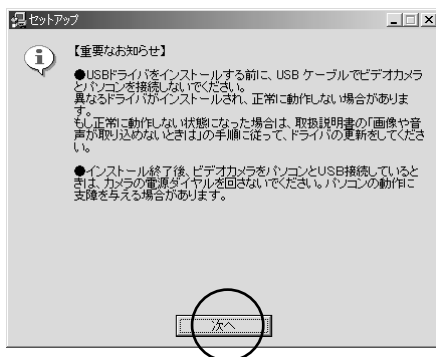 セットアップ
【重要なお知らせ】
●USBドライバをインストールする前に、USB ケーブルでビデオカメラ
とパソコンを接続しないでください。
異なるドライバがインストールされ、正常に動作しない場合がありま
す。
もし正常に動作しない状態になった場合は、取扱説明書の「画像や音
声が取り込めないときは」の手順に従って、ドライバの更新をしてくださ
い。
●インストール終了後、ビデオカメラをパソコンとUSB接続していると
きは、カメラの電源ダイヤルを回さないでください。パソコンの動作に
支障を与える場合があります。
次へ